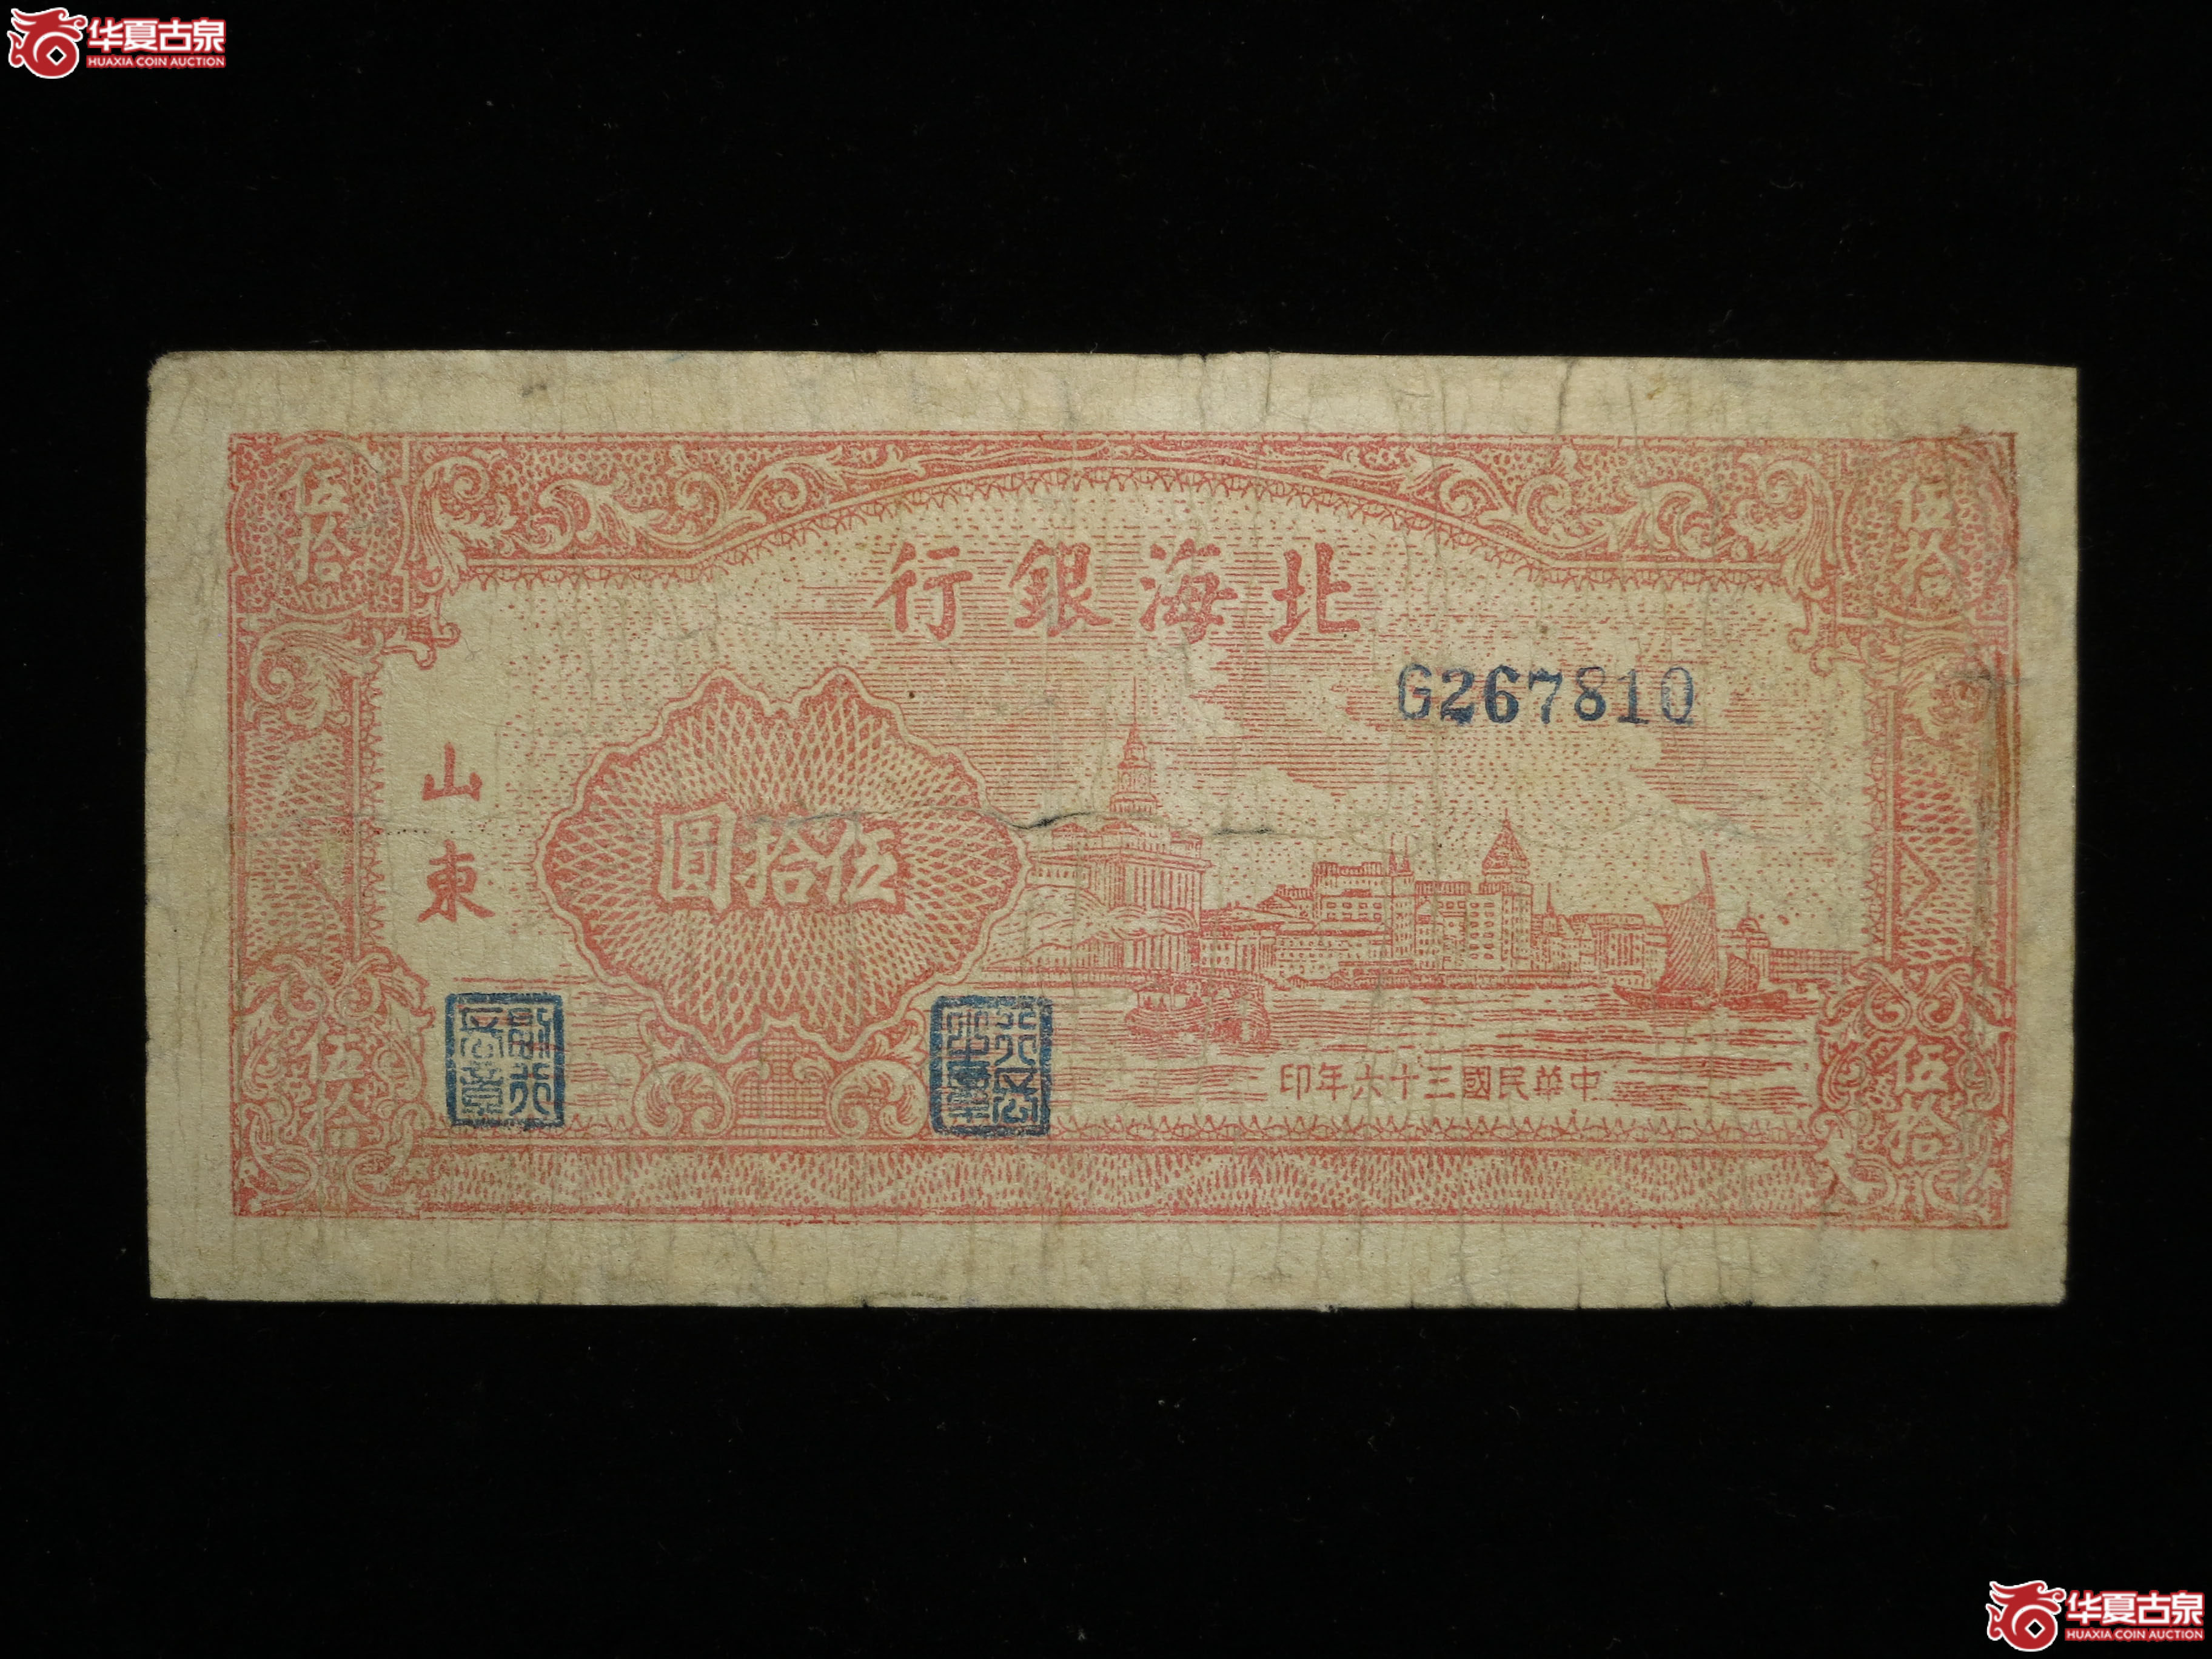 华夏古泉
HUAXIA COIN AUCTION
伍拾
伍拾
北海銀行
G267810
山東
伍拾圓
中華民國三十六年印
伍拾
伍拾
华夏古泉
HUAXIA COIN AUCTION